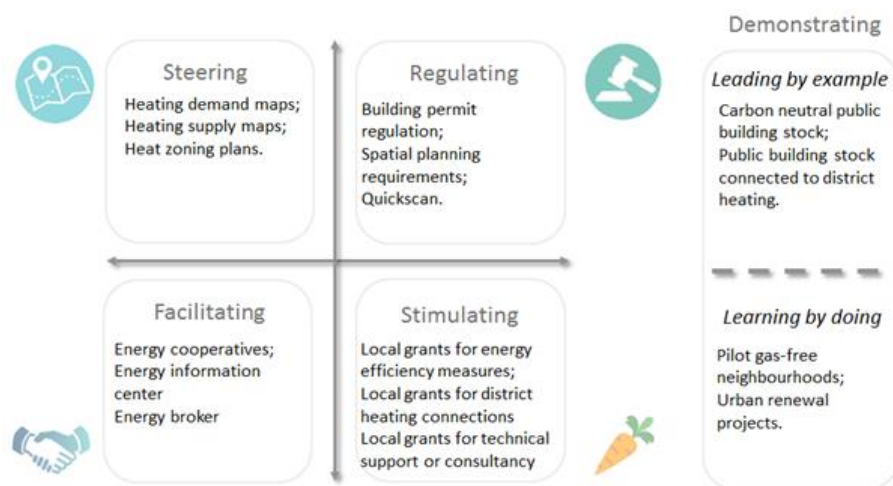 Steering
Heating demand maps;
Heating supply maps;
Heat zoning plans.
Regulating
Building permit
regulation;
Spatial planning
requirements;
Quickscan.
Facilitating
Energy cooperatives;
Energy information
center
Energy broker
Stimulating
Local grants for energy
efficiency measures;
Local grants for district
heating connections
Local grants for technical
support or consultancy
Demonstrating
Leading by example
Carbon neutral public
building stock;
Public building stock
connected to district
heating.
Learning by doing
Pilot gas-free
neighbourhoods;
Urban renewal
projects.